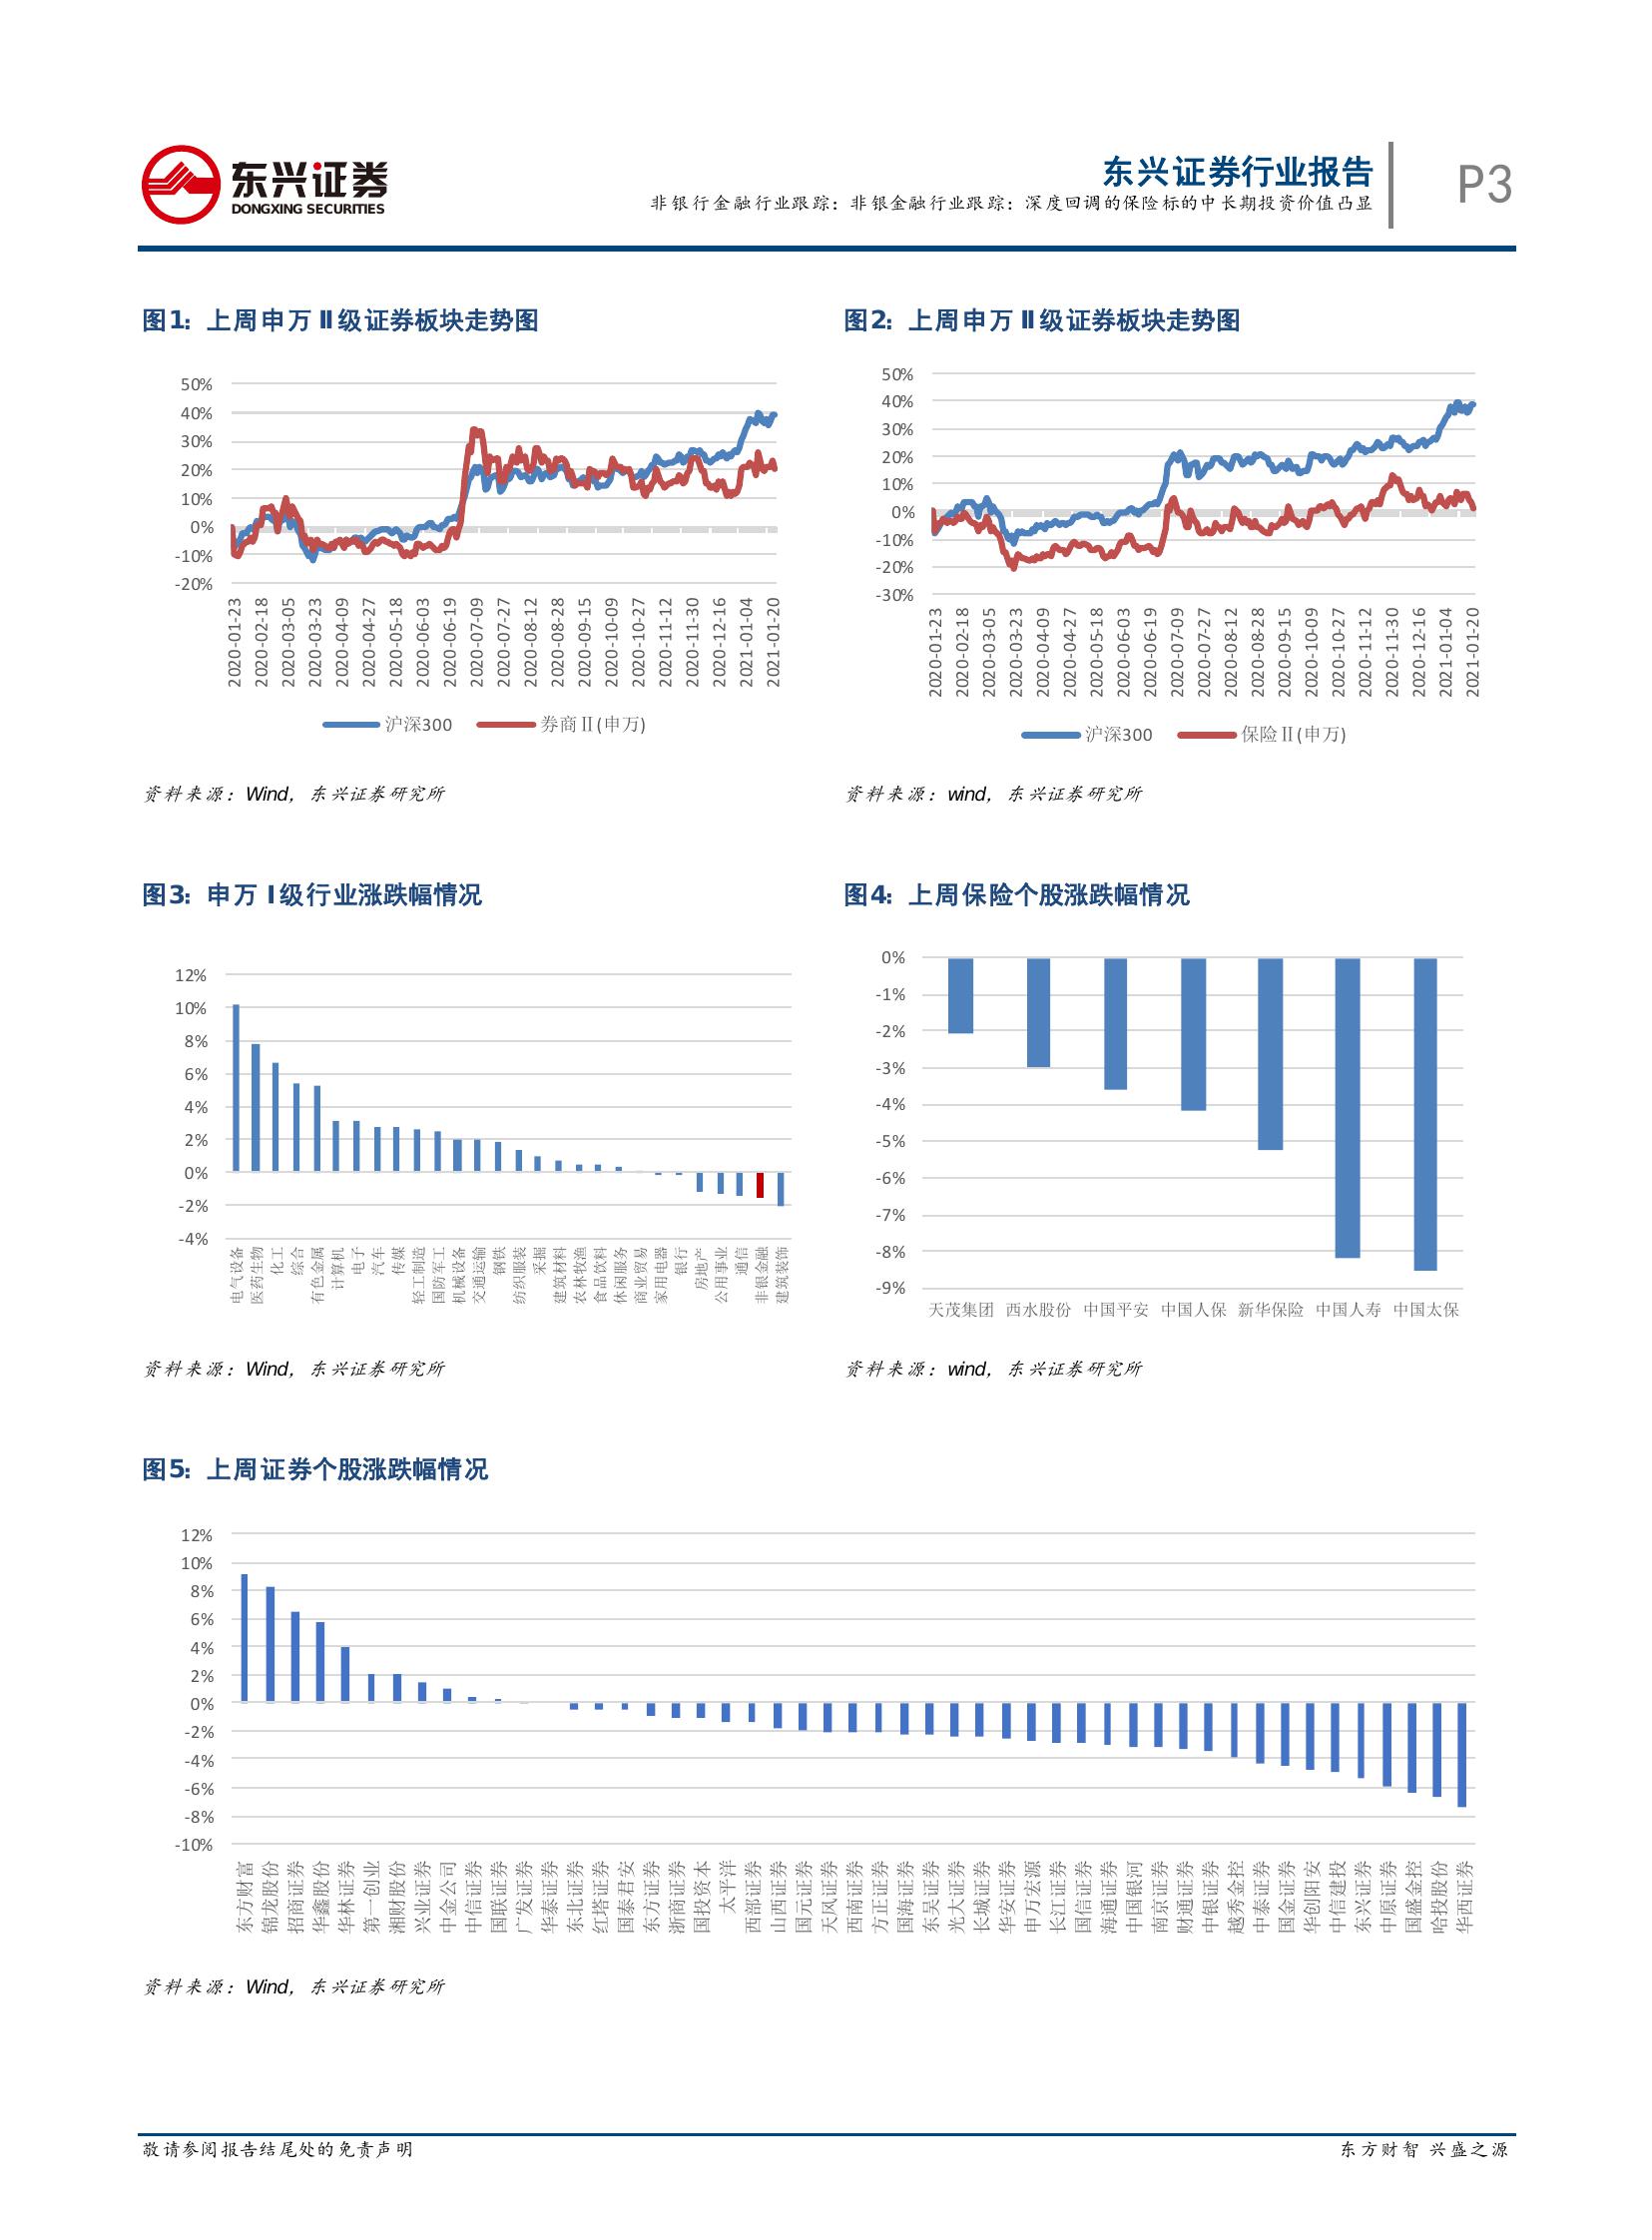 东兴证券
DONGXING SECURITIES
东兴证券行业报告
非银行金融行业跟踪：非银金融行业跟踪：深度回调的保险标的中长期投资价值凸显
P3
图1：上周申万 II 级证券板块走势图
50%
40%
30%
20%
10%
0%
-10%
-20%
2020-01-23
2020-02-18
2020-03-05
2020-03-23
2020-04-09
2020-04-27
2020-05-18
2020-06-03
2020-06-19
2020-07-09
2020-07-27
2020-08-12
2020-08-28
2020-09-15
2020-10-09
2020-10-27
2020-11-12
2020-11-30
2020-12-16
2021-01-04
2021-01-20
沪深300
券商Ⅱ(申万)
资料来源：Wind，东兴证券研究所
图2：上周申万 II 级证券板块走势图
50%
40%
30%
20%
10%
0%
-10%
-20%
-30%
2020-01-23
2020-02-18
2020-03-05
2020-03-23
2020-04-09
2020-04-27
2020-05-18
2020-06-03
2020-06-19
2020-07-09
2020-07-27
2020-08-12
2020-08-28
2020-09-15
2020-10-09
2020-10-27
2020-11-12
2020-11-30
2020-12-16
2021-01-04
2021-01-20
沪深300
保险Ⅱ(申万)
资料来源：wind，东兴证券研究所
图3：申万 I 级行业涨跌幅情况
12%
10%
8%
6%
4%
2%
0%
-2%
-4%
电气设备
医药生物
化工
综合
有色金属
计算机
电子
汽车
传媒
轻工制造
国防军工
机械设备
交通运输
钢铁
纺织服装
采掘
建筑材料
农林牧渔
食品饮料
休闲服务
商业贸易
家用电器
银行
房地产
公用事业
通信
非银金融
建筑装饰
资料来源：Wind，东兴证券研究所
图4：上周保险个股涨跌幅情况
0%
-1%
-2%
-3%
-4%
-5%
-6%
-7%
-8%
-9%
天茂集团 西水股份 中国平安 中国人保 新华保险 中国人寿 中国太保
资料来源：wind，东兴证券研究所
图5：上周证券个股涨跌幅情况
12%
10%
8%
6%
4%
2%
0%
-2%
-4%
-6%
-8%
-10%
东方财富
锦龙股份
招商证券
华鑫股份
华林证券
第一创业
湘财股份
兴业证券
中金公司
中信证券
国联证券
广发证券
华泰证券
东北证券
红塔证券
国泰君安
东方证券
浙商证券
国投资本
太平洋
西部证券
山西证券
国元证券
天风证券
西南证券
方正证券
国海证券
东吴证券
光大证券
长城证券
华安证券
申万宏源
长江证券
国信证券
海通证券
中国银河
南京证券
财通证券
中银证券
越秀金控
中泰证券
国金证券
华创阳安
中信建投
东兴证券
中原证券
国盛金控
哈投股份
华西证券
资料来源：Wind，东兴证券研究所
敬请参阅报告结尾处的免责声明
东方财智 兴盛之源